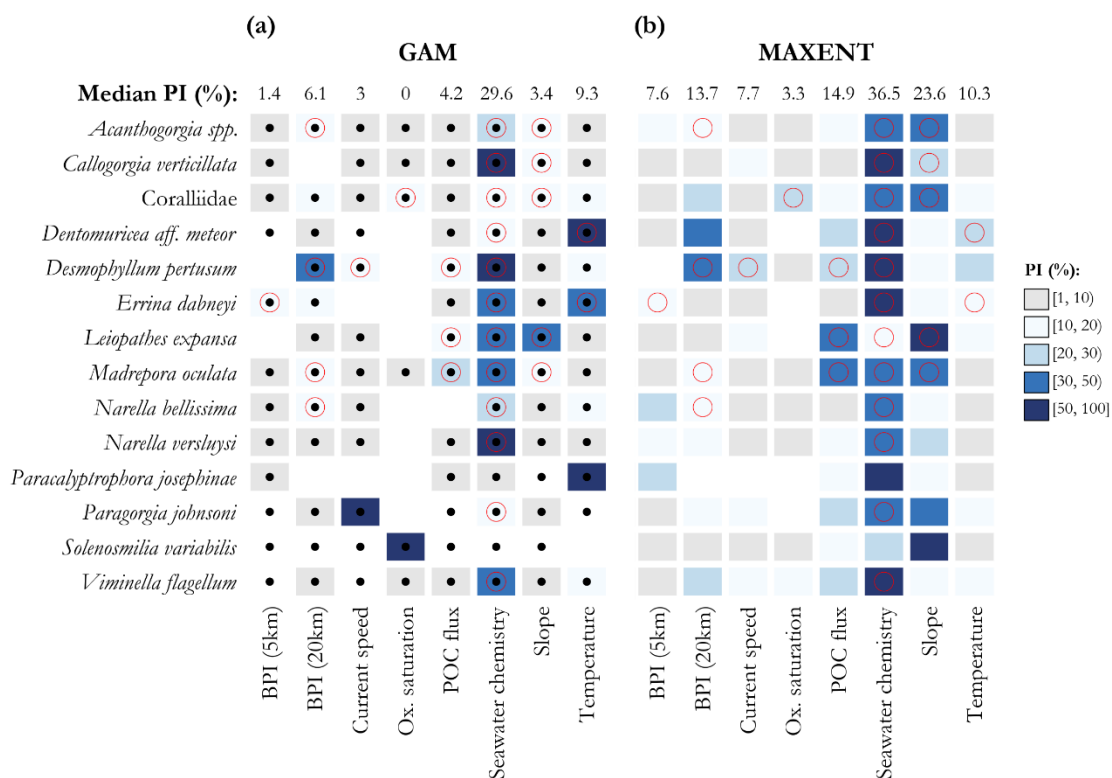 (a) (b)
GAM MAXENT
Median PI (%): 1.4 6.1 3 0 4.2 29.6 3.4 9.3 7.6 13.7 7.7 3.3 14.9 36.5 23.6 10.3
Acanthogorgia spp.
Callogorgia verticillata
Coralliidae
Dentomuricea aff. meteor
Desmophyllum pertusum
Errina dabneyi
Leiopathes expansa
Madrepora oculata
Narella bellissima
Narella versluysi
Paracalyptrophora josephinae
Paragorgia johnsoni
Solenosmilia variabilis
Viminella flagellum
PI (%):
[1, 10)
[10, 20)
[20, 30)
[30, 50)
[50, 100]
BPI (5km)
BPI (20km)
Current speed
Ox. saturation
POC flux
Seawater chemistry
Slope
Temperature
BPI (5km)
BPI (20km)
Current speed
Ox. saturation
POC flux
Seawater chemistry
Slope
Temperature